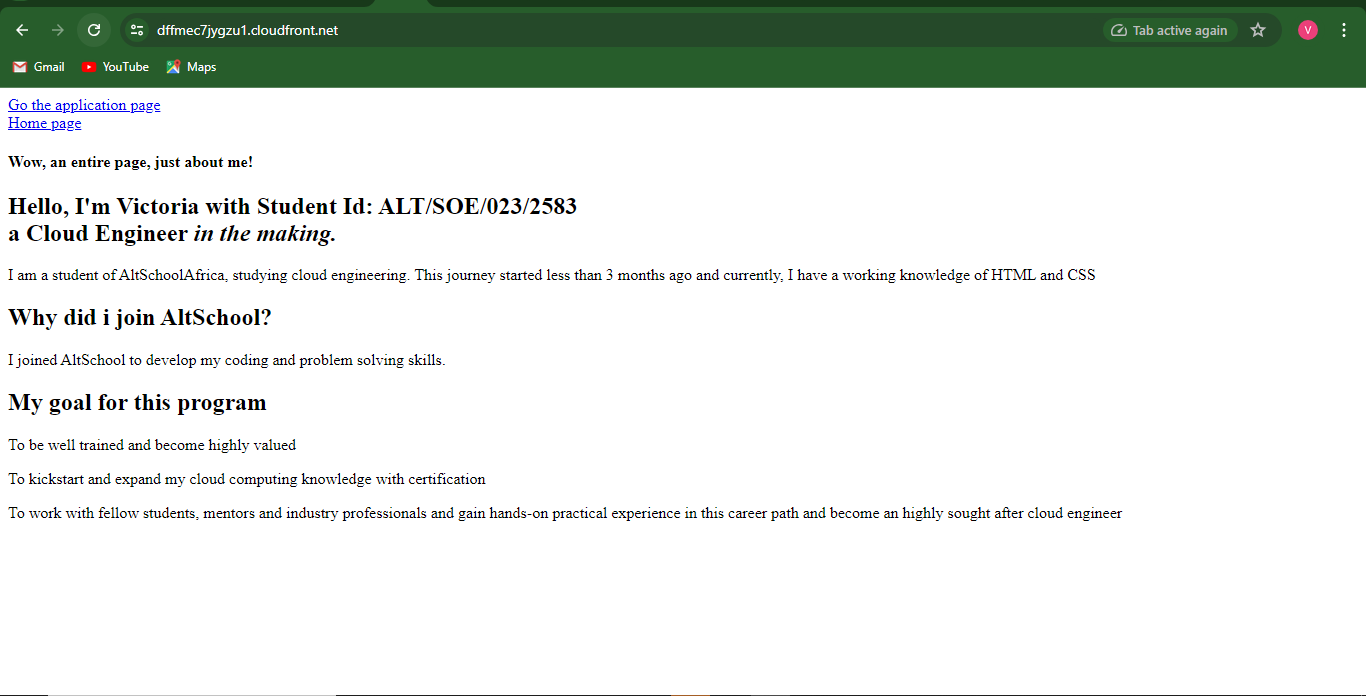 dffmec7jygzu1.cloudfront.net
Tab active again
V
Gmail
YouTube
Maps
Go the application page
Home page
Wow, an entire page, just about me!
Hello, I'm Victoria with Student Id: ALT/SOE/023/2583
a Cloud Engineer in the making.
I am a student of AltSchoolAfrica, studying cloud engineering. This journey started less than 3 months ago and currently, I have a working knowledge of HTML and CSS
Why did i join AltSchool?
I joined AltSchool to develop my coding and problem solving skills.
My goal for this program
To be well trained and become highly valued
To kickstart and expand my cloud computing knowledge with certification
To work with fellow students, mentors and industry professionals and gain hands-on practical experience in this career path and become an highly sought after cloud engineer